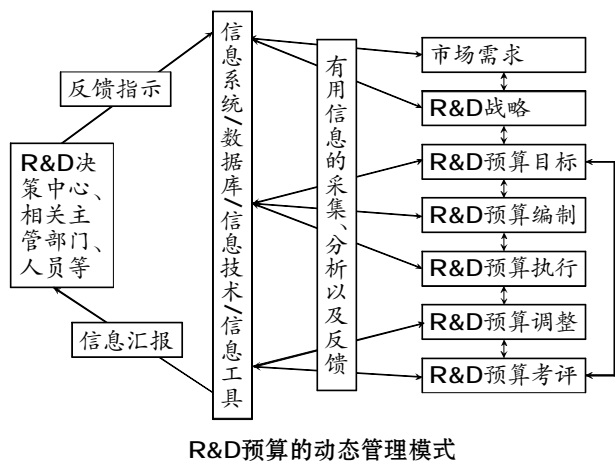 反馈指示
R&D决
策中心、
相关主
管部门、
人员等
信息汇报
信息系统/数据库/信息技术/信息工具
有用信息的采集、分析以及反馈
市场需求
R&D战略
R&D预算目标
R&D预算编制
R&D预算执行
R&D预算调整
R&D预算考评
R&D预算的动态管理模式